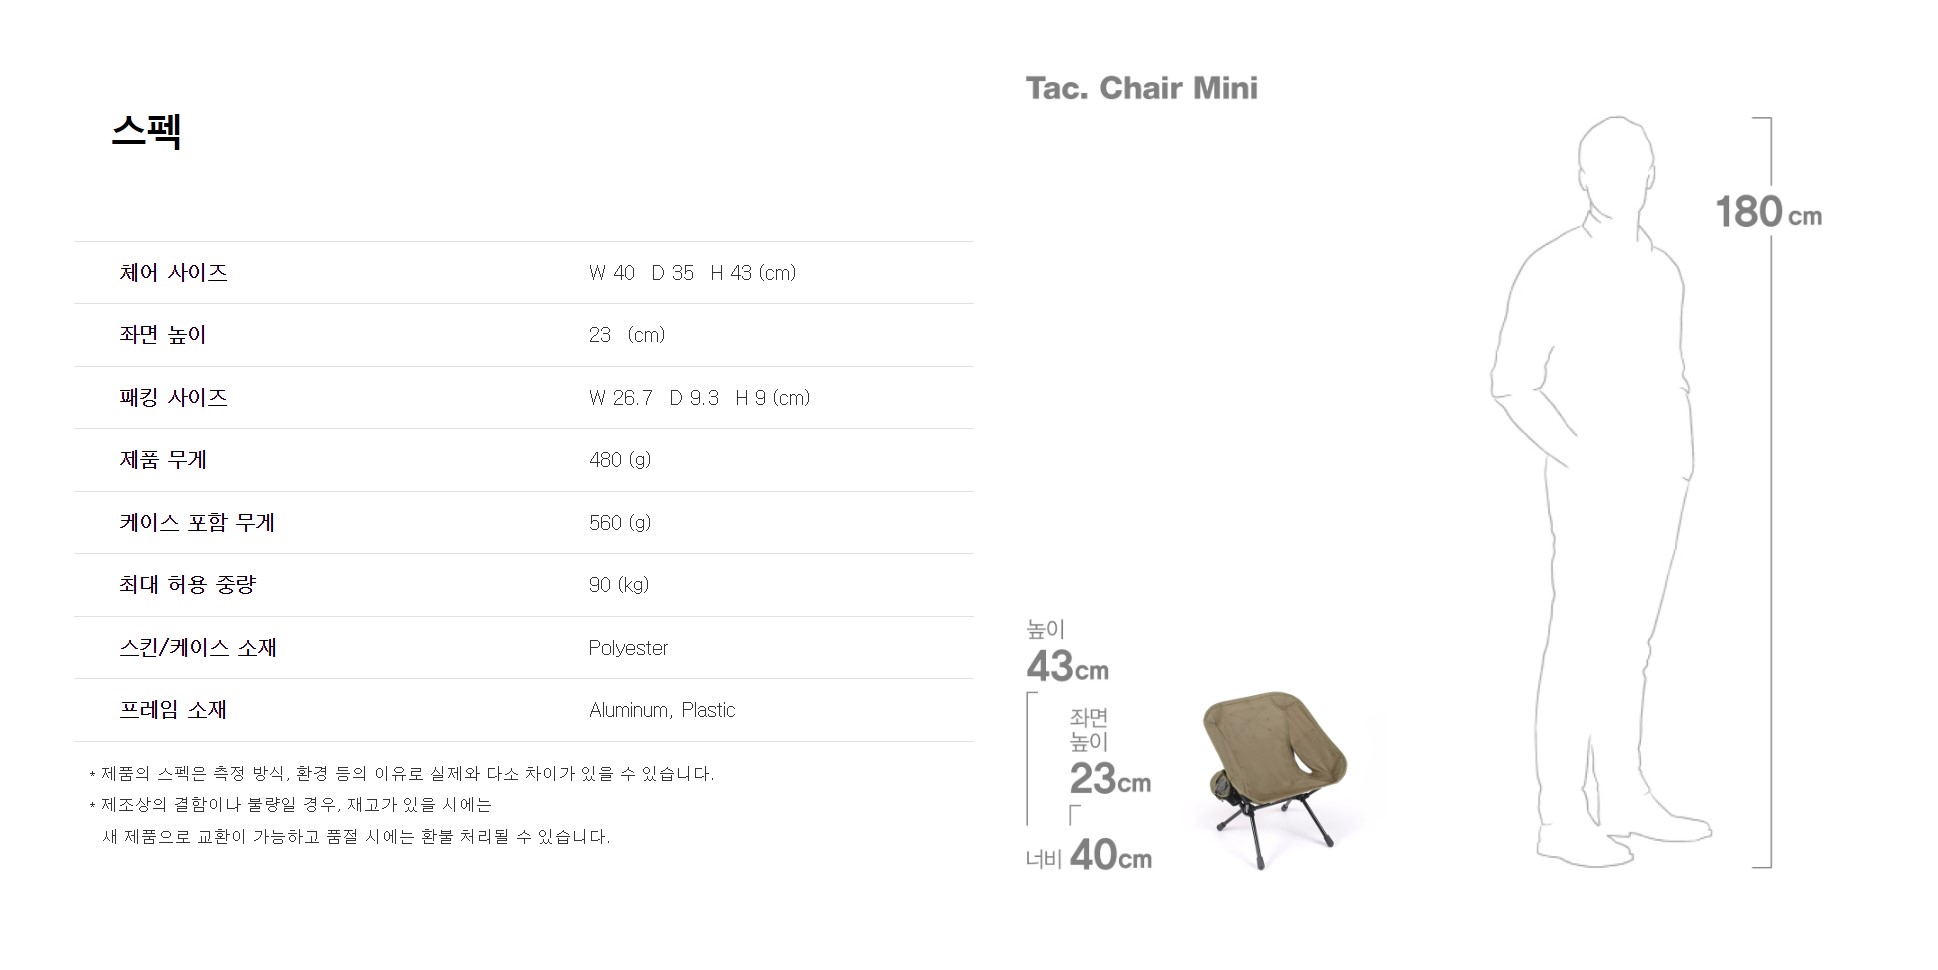 스펙
체어 사이즈 W 40 D 35 H 43 (cm)
좌면 높이 23 (cm)
패킹 사이즈 W 26.7 D 9.3 H 9 (cm)
제품 무게 480 (g)
케이스 포함 무게 560 (g)
최대 허용 중량 90 (kg)
스킨/케이스 소재 Polyester
프레임 소재 Aluminum, Plastic
* 제품의 스펙은 측정 방식, 환경 등의 이유로 실제와 다소 차이가 있을 수 있습니다.
* 제조상의 결함이나 불량일 경우, 재고가 있을 시에는
새 제품으로 교환이 가능하고 품절 시에는 환불 처리될 수 있습니다.
Tac. Chair Mini
180 cm
높이
43cm
좌면
높이
23cm
너비 40cm